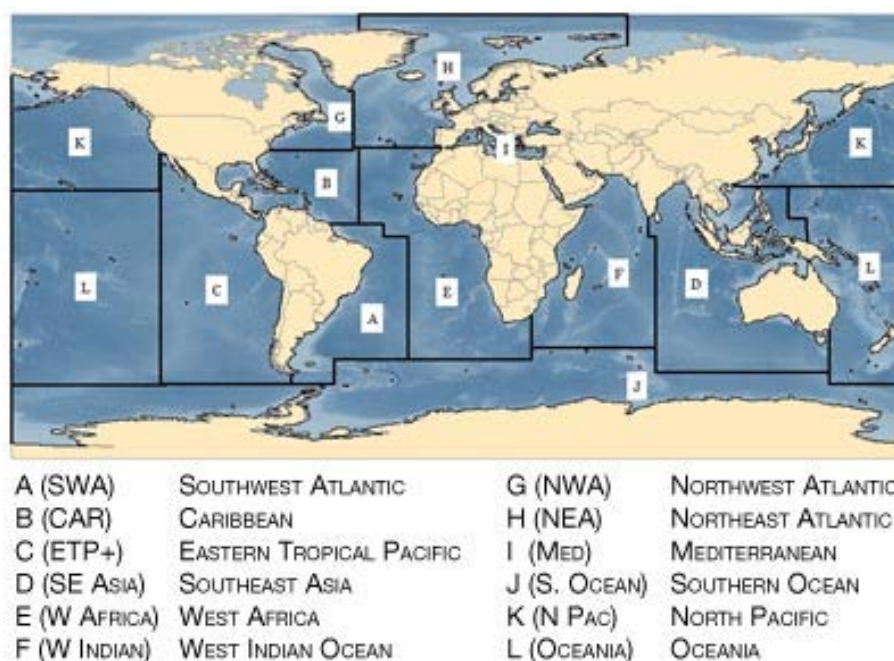 H
G
K
K
I
B
L
C
A
E
F
D
L
J
A (SWA) SOUTHWEST ATLANTIC G (NWA) NORTHWEST ATLANTIC
B (CAR) CARIBBEAN H (NEA) NORTHEAST ATLANTIC
C (ETP+) EASTERN TROPICAL PACIFIC I (MED) MEDITERRANEAN
D (SE ASIA) SOUTHEAST ASIA J (S. OCEAN) SOUTHERN OCEAN
E (W AFRICA) WEST AFRICA K (N PAC) NORTH PACIFIC
F (W INDIAN) WEST INDIAN OCEAN L (OCEANIA) OCEANIA